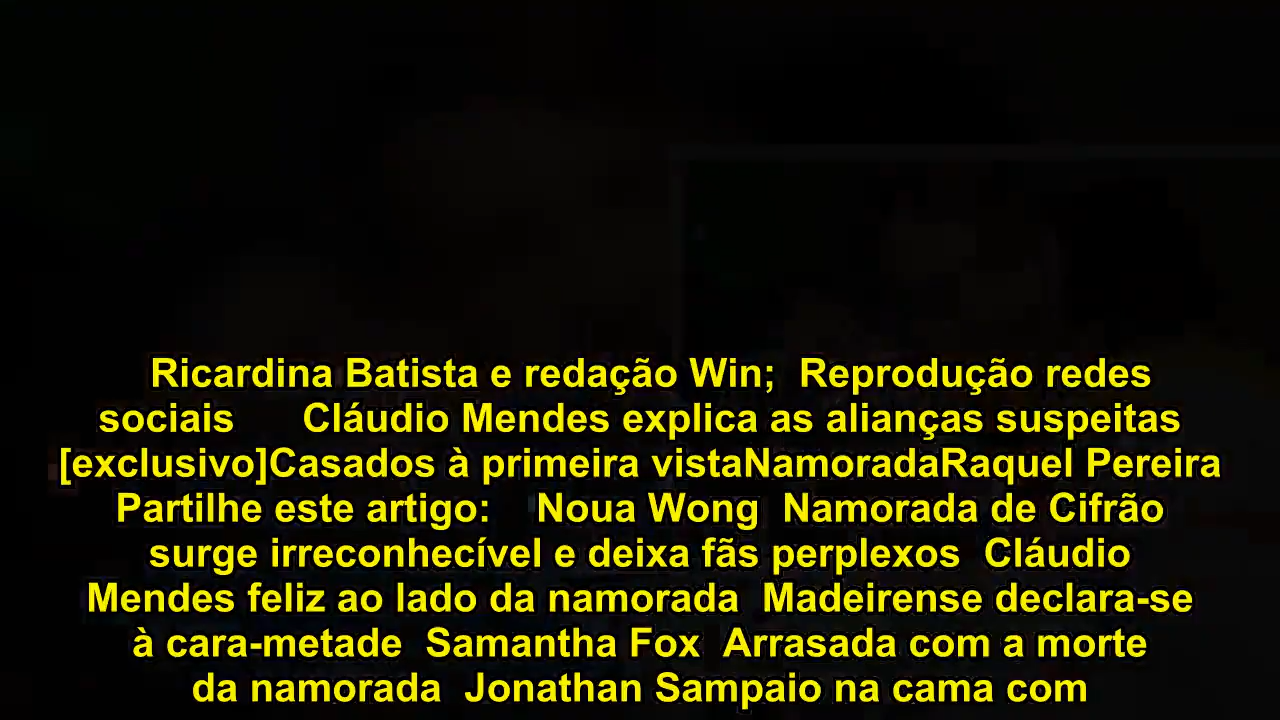 Ricardina Batista e redação Win;  Reprodução redes
sociais      Cláudio Mendes explica as alianças suspeitas
[exclusivo]Casados à primeira vistaNamoradaRaquel Pereira
Partilhe este artigo:    Noua Wong  Namorada de Cifrão
surge irreconhecível e deixa fãs perplexos  Cláudio
Mendes feliz ao lado da namorada  Madeirense declara-se
à cara-metade  Samantha Fox  Arrasada com a morte
da namorada  Jonathan Sampaio na cama com